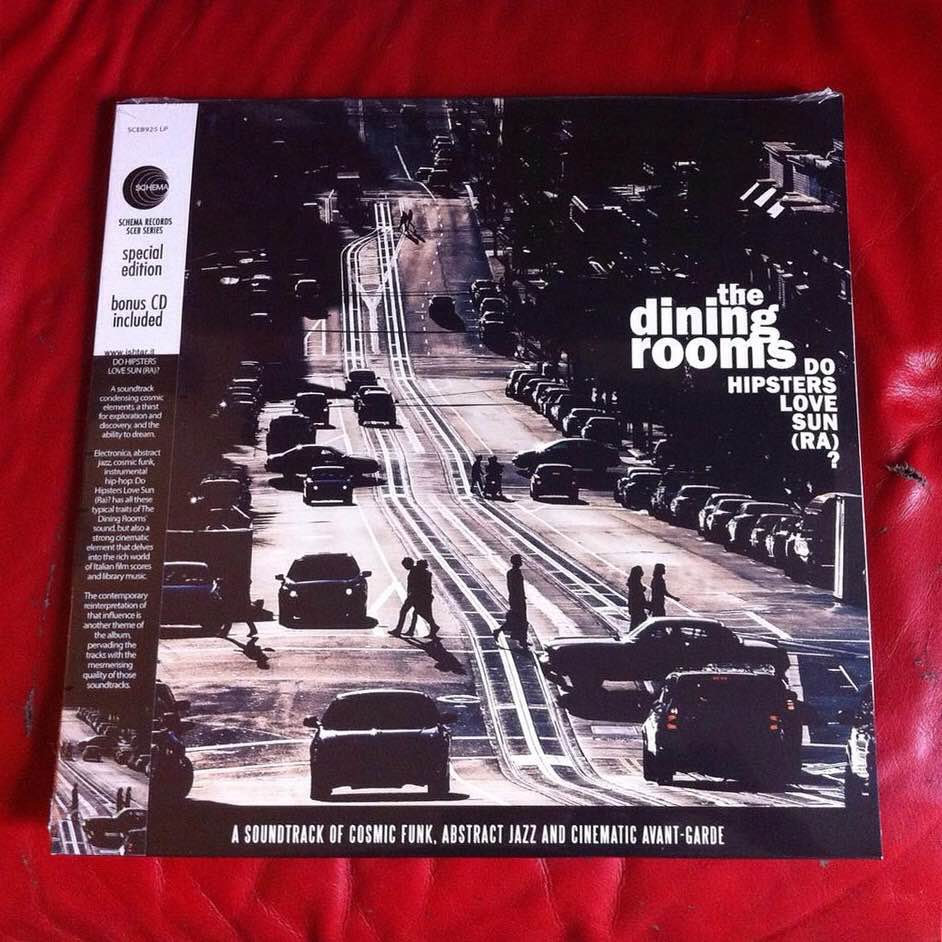 SCEB925 LP
SCHEMA
SCHEMA RECORDS
SCEB SERIES
special
edition
bonus CD
included
www.ishtar.it
DO HIPSTERS
LOVE SUN (RA)?
A soundtrack
condensing cosmic
elements, a thirst
for exploration and
discovery, and the
ability to dream.
Electronica, abstract
jazz, cosmic funk,
instrumental
hip-hop: Do
Hipsters Love Sun
(Ra)? has all these
typical traits of The
Dining Rooms'
sound, but also a
strong cinematic
element that delves
into the rich world
of Italian film scores
and library music.
The contemporary
reinterpretation of
that influence is
another theme of
the album,
pervading the
tracks with the
mesmerising
quality of those
soundtracks.
the
dining
rooms
DO
HIPSTERS
LOVE
SUN
(RA)
?
A SOUNDTRACK OF COSMIC FUNK, ABSTRACT JAZZ AND CINEMATIC AVANT-GARDE